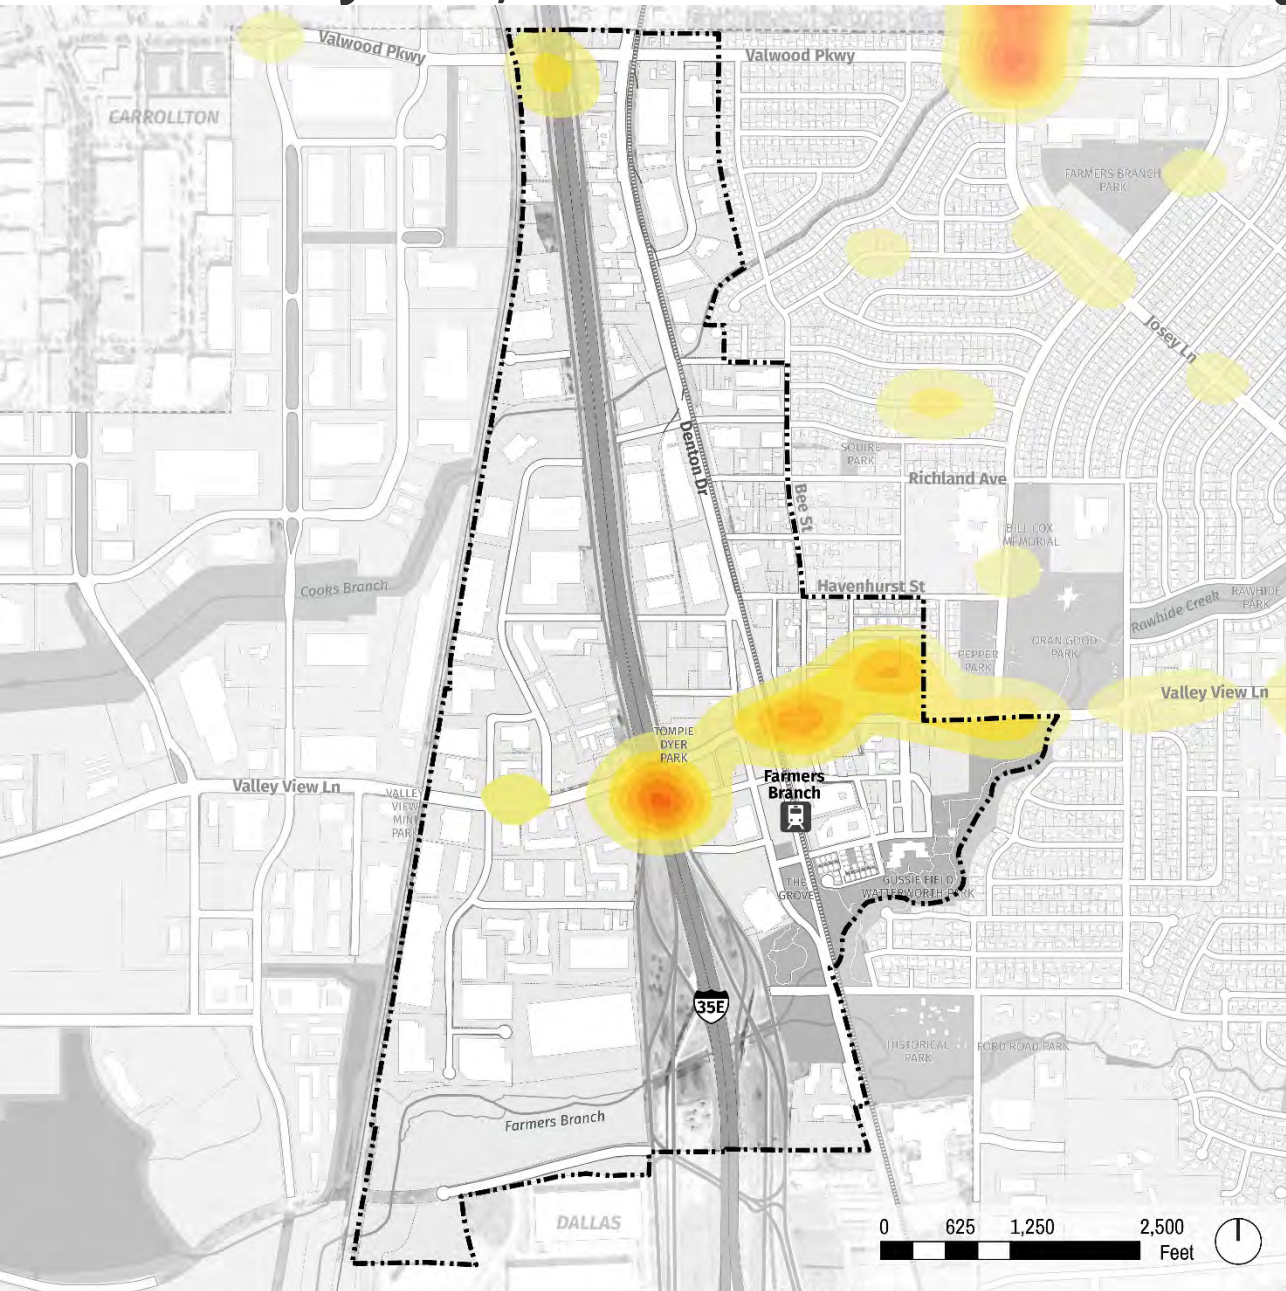 Valwood Pkwy
Valwood Pkwy
CARROLLTON
FARMERS BRANCH
PARK
Josey Ln
Denton Dr
SQUIRE
PARK
Richland Ave
Bee St
BILL COX
MEMORIAL
Cooks Branch
Havenhurst St
RAWHIDE
PARK
Rawhide Creek
ORAN GOOD
PARK
PEPPER
PARK
Valley View Ln
TOMPIE
DYER
PARK
Farmers
Branch
Valley View Ln
VALLEY
VIEW
MINI
PARK
THE
GROVE
GUSSIE FIELD
WATTERWORTH PARK
35E
HISTORICAL
PARK
FORD ROAD PARK
Farmers Branch
DALLAS
0 625 1,250 2,500
Feet